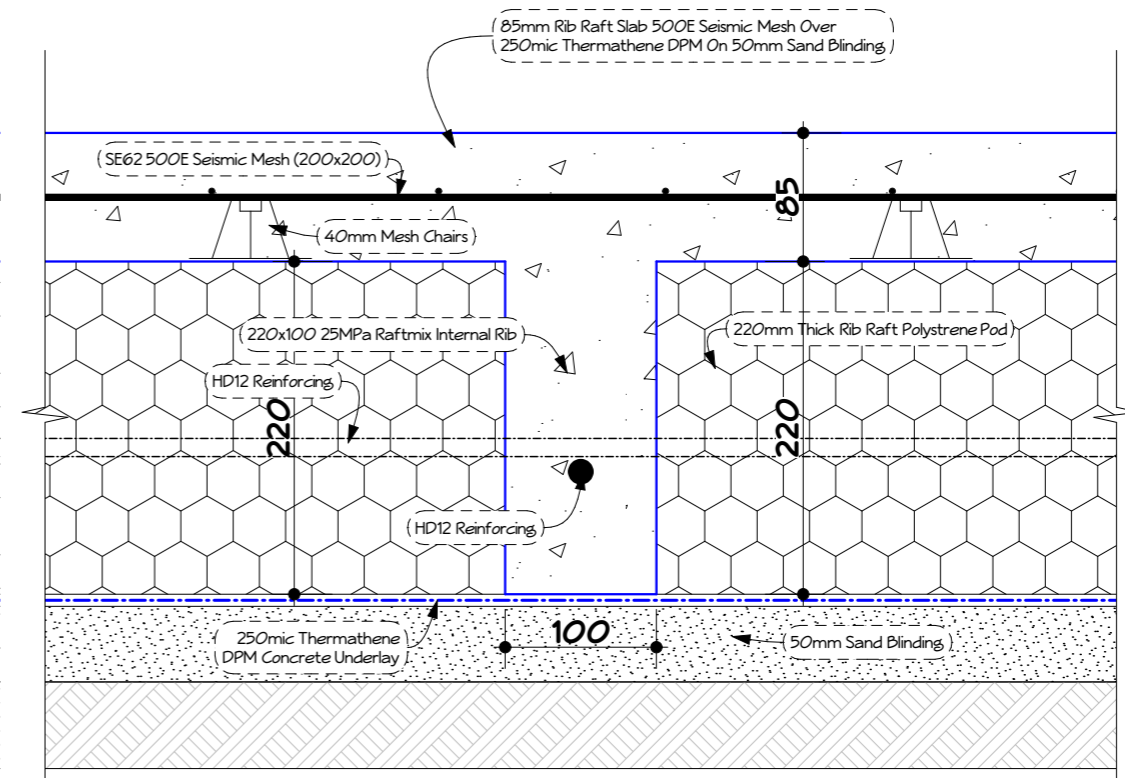 85mm Rib Raft Slab 500E Seismic Mesh Over
250mic Thermathene DPM On 50mm Sand Blinding
SE62 500E Seismic Mesh (200x200)
85
40mm Mesh Chairs
220x100 25MPa Raftmix Internal Rib
220mm Thick Rib Raft Polystrene Pod
HD12 Reinforcing
220
220
HD12 Reinforcing
250mic Thermathene
DPM Concrete Underlay
100
50mm Sand Blinding